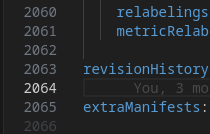 2060 relabelings
2061 metricRelab
2062
2063 revisionHistory
2064 You, 3 mo
2065 extraManifests:
2066